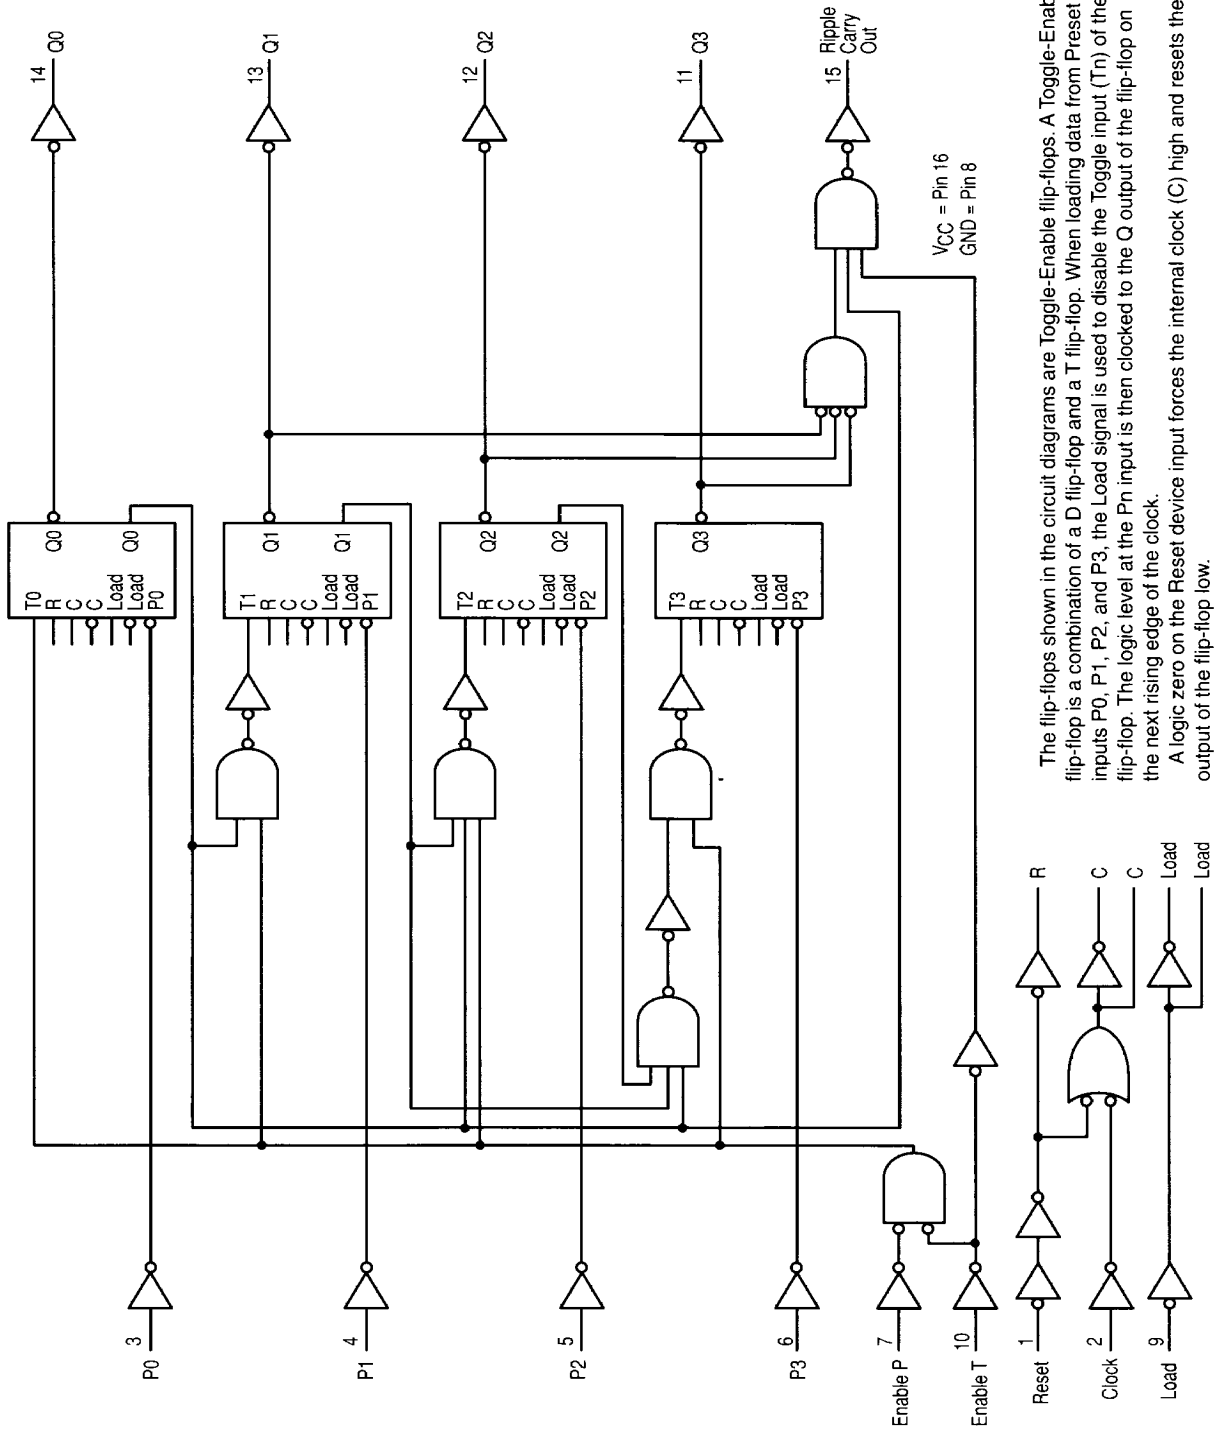 14 Q0
13 Q1
12 Q2
11 Q3
15 Ripple
Carry
Out
T0
R
C
C
Load
Load
P0
Q0
Q0
T1
R
C
C
Load
Load
P1
Q1
Q1
T2
R
C
C
Load
Load
P2
Q2
Q2
T3
R
C
C
Load
Load
P3
Q3
VCC = Pin 16
GND = Pin 8
P0 3
P1 4
P2 5
P3 6
Enable P 7
Enable T 10
Reset 1
Clock 2
Load 9
R
C
C
Load
Load
The flip-flops shown in the circuit diagrams are Toggle-Enable flip-flops. A Toggle-Enab
flip-flop is a combination of a D flip-flop and a T flip-flop. When loading data from Preset
inputs P0, P1, P2, and P3, the Load signal is used to disable the Toggle input (Tn) of the
flip-flop. The logic level at the Pn input is then clocked to the Q output of the flip-flop on
the next rising edge of the clock.
A logic zero on the Reset device input forces the internal clock (C) high and resets the
output of the flip-flop low.